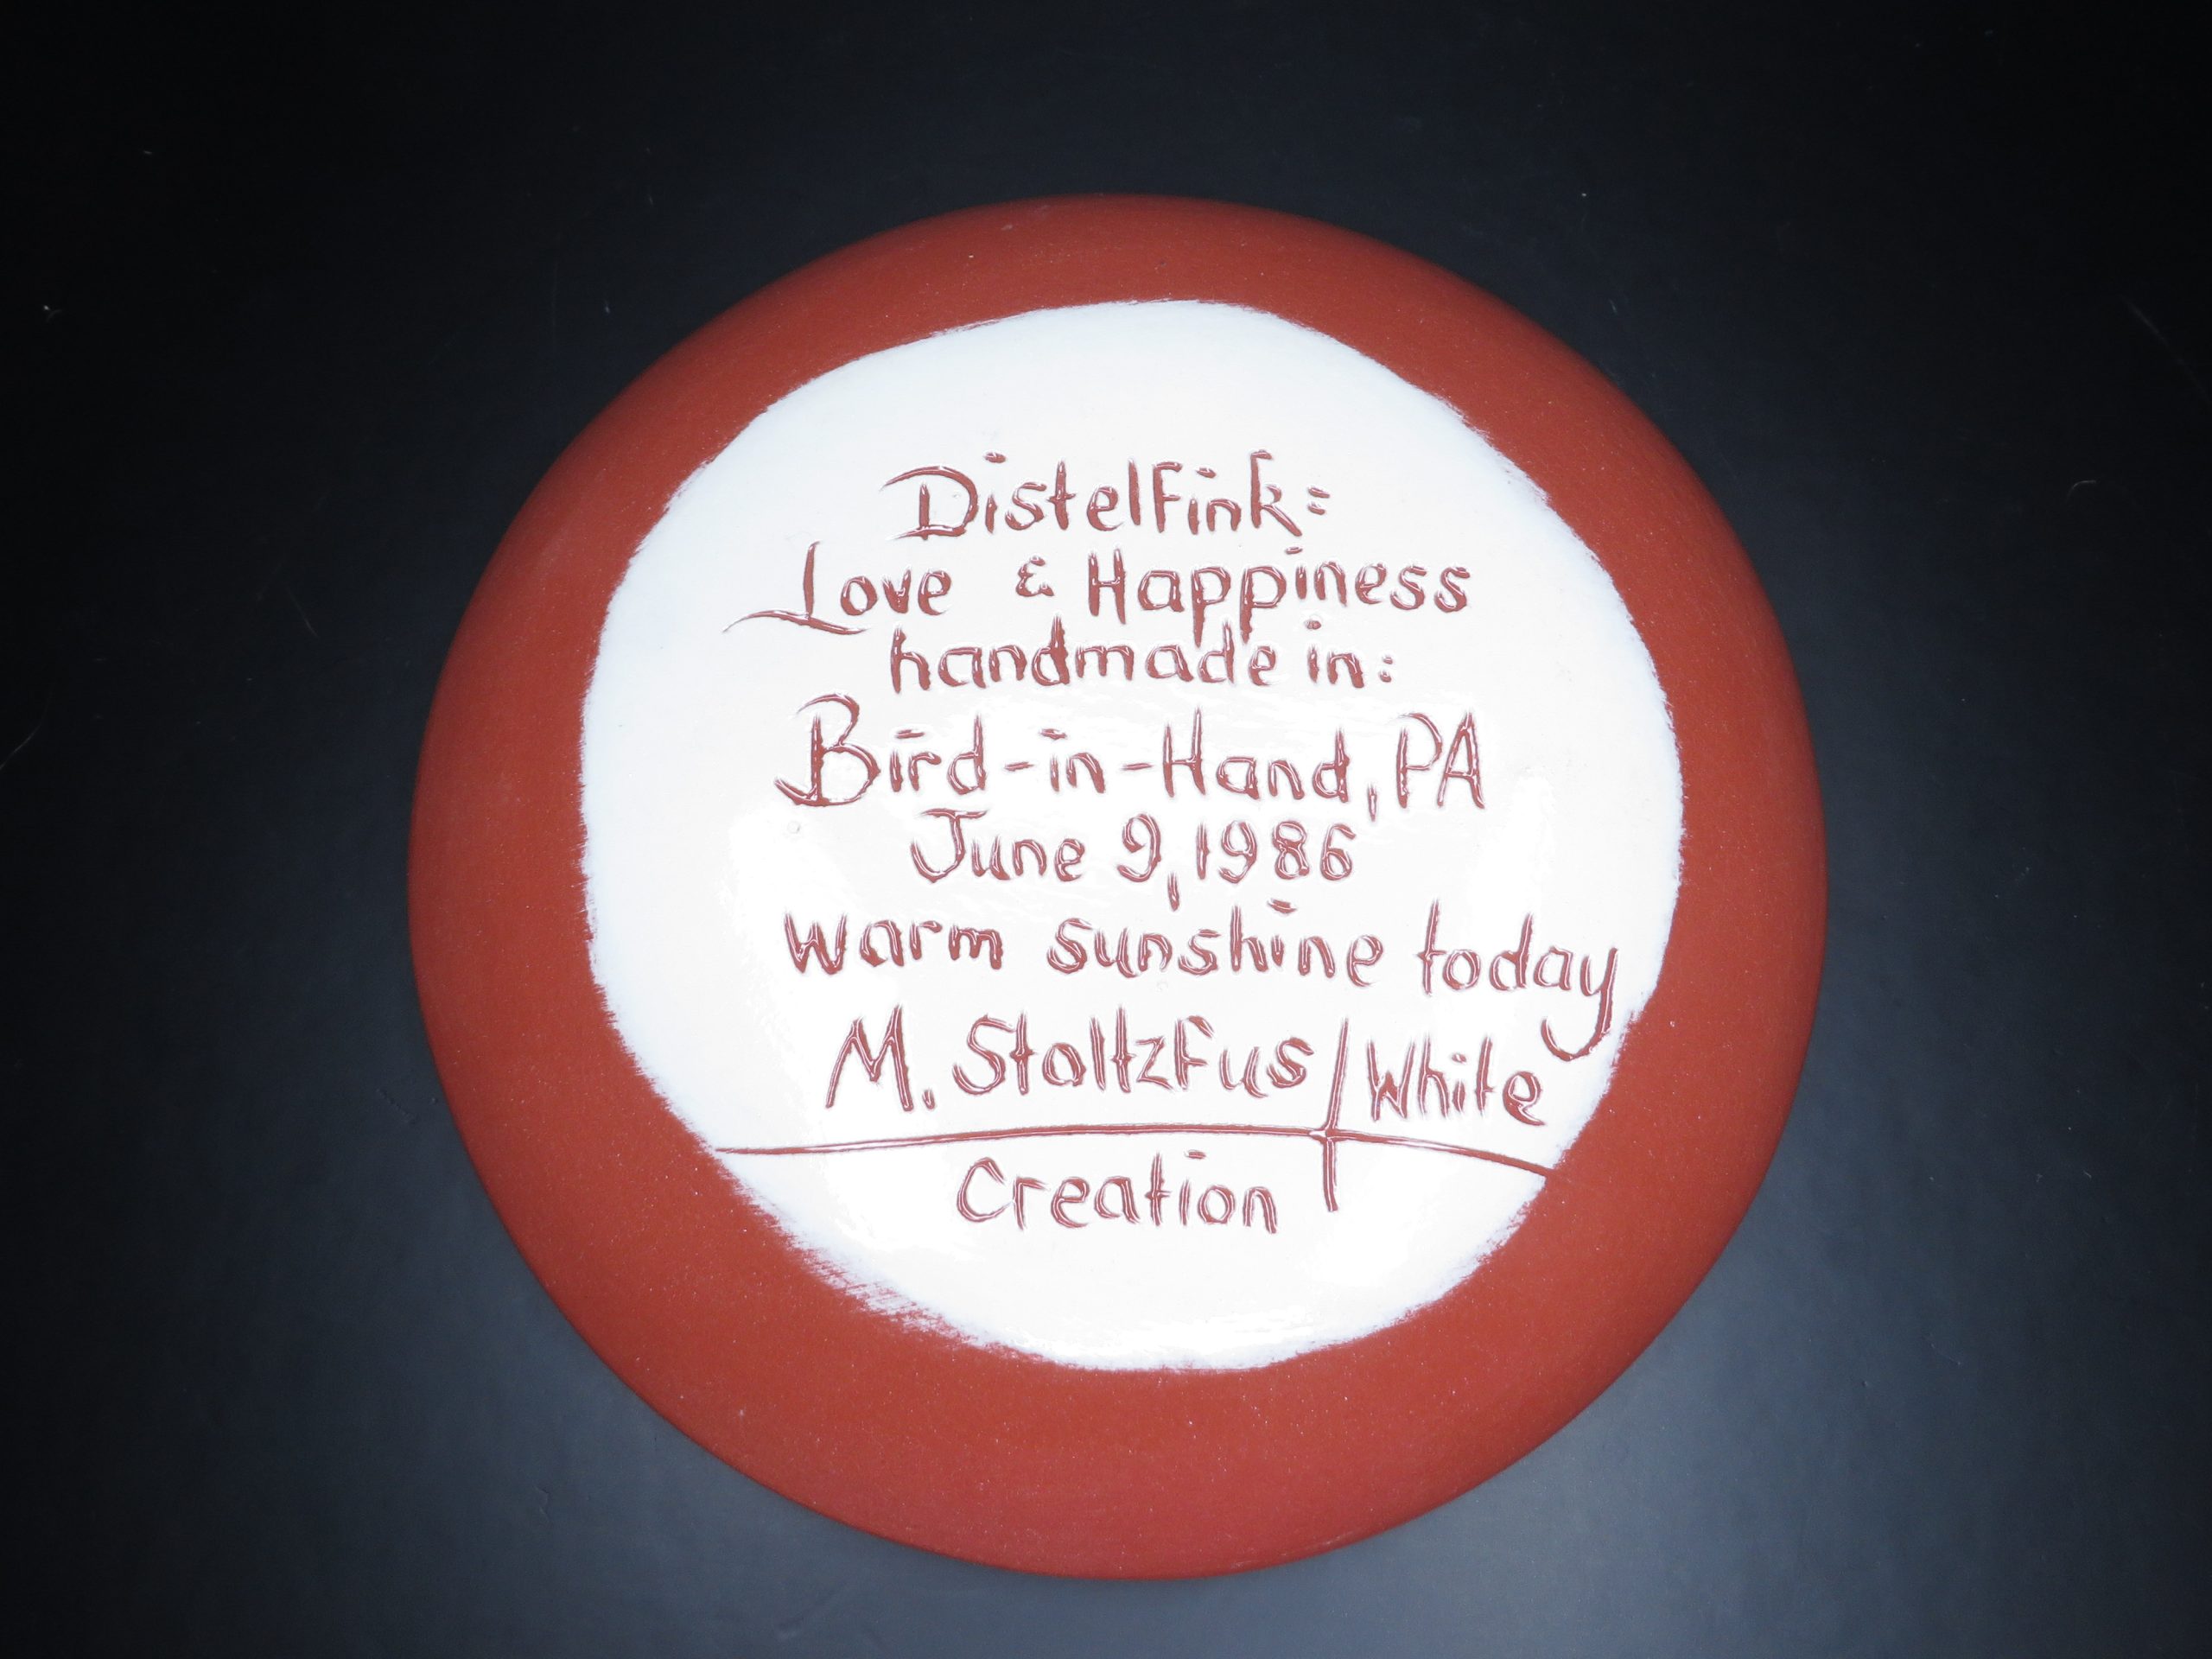 Distelfink=
Love & Happiness
handmade in:
Bird-in-Hand, PA
June 9, 1986
warm sunshine today
M. Stoltzfus/White
Creation